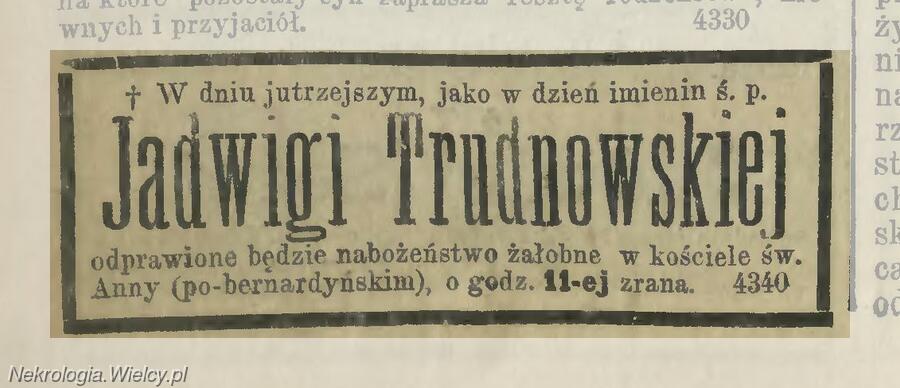 wnych i przyjaciół. 4330
† W dniu jutrzejszym, jako w dzień imienin ś. p.
Jadwigi Trudnowskiej
odprawione będzie nabożeństwo żałobne w kościele św.
Anny (po-bernardyńskim), o godz. 11-ej zrana. 4340
Nekrologia.Wielcy.pl